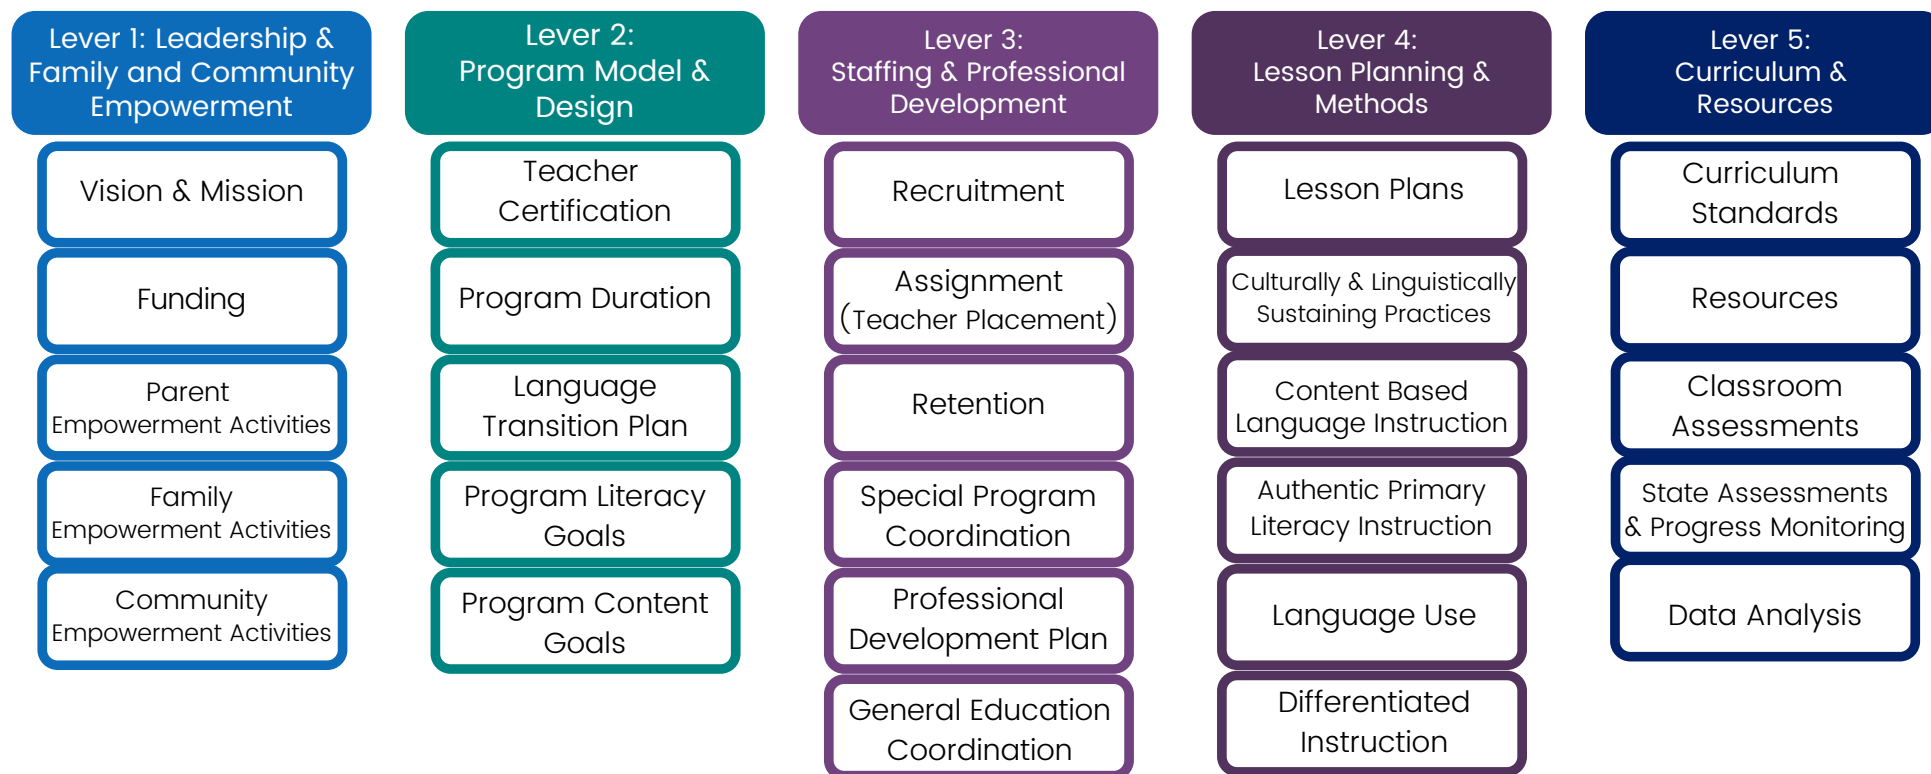 Lever 1: Leadership &
Family and Community
Empowerment
Vision & Mission
Funding
Parent
Empowerment Activities
Family
Empowerment Activities
Community
Empowerment Activities
Lever 2:
Program Model &
Design
Teacher
Certification
Program Duration
Language
Transition Plan
Program Literacy
Goals
Program Content
Goals
Lever 3:
Staffing & Professional
Development
Recruitment
Assignment
(Teacher Placement)
Retention
Special Program
Coordination
Professional
Development Plan
General Education
Coordination
Lever 4:
Lesson Planning &
Methods
Lesson Plans
Culturally & Linguistically
Sustaining Practices
Content Based
Language Instruction
Authentic Primary
Literacy Instruction
Language Use
Differentiated
Instruction
Lever 5:
Curriculum &
Resources
Curriculum
Standards
Resources
Classroom
Assessments
State Assessments
& Progress Monitoring
Data Analysis